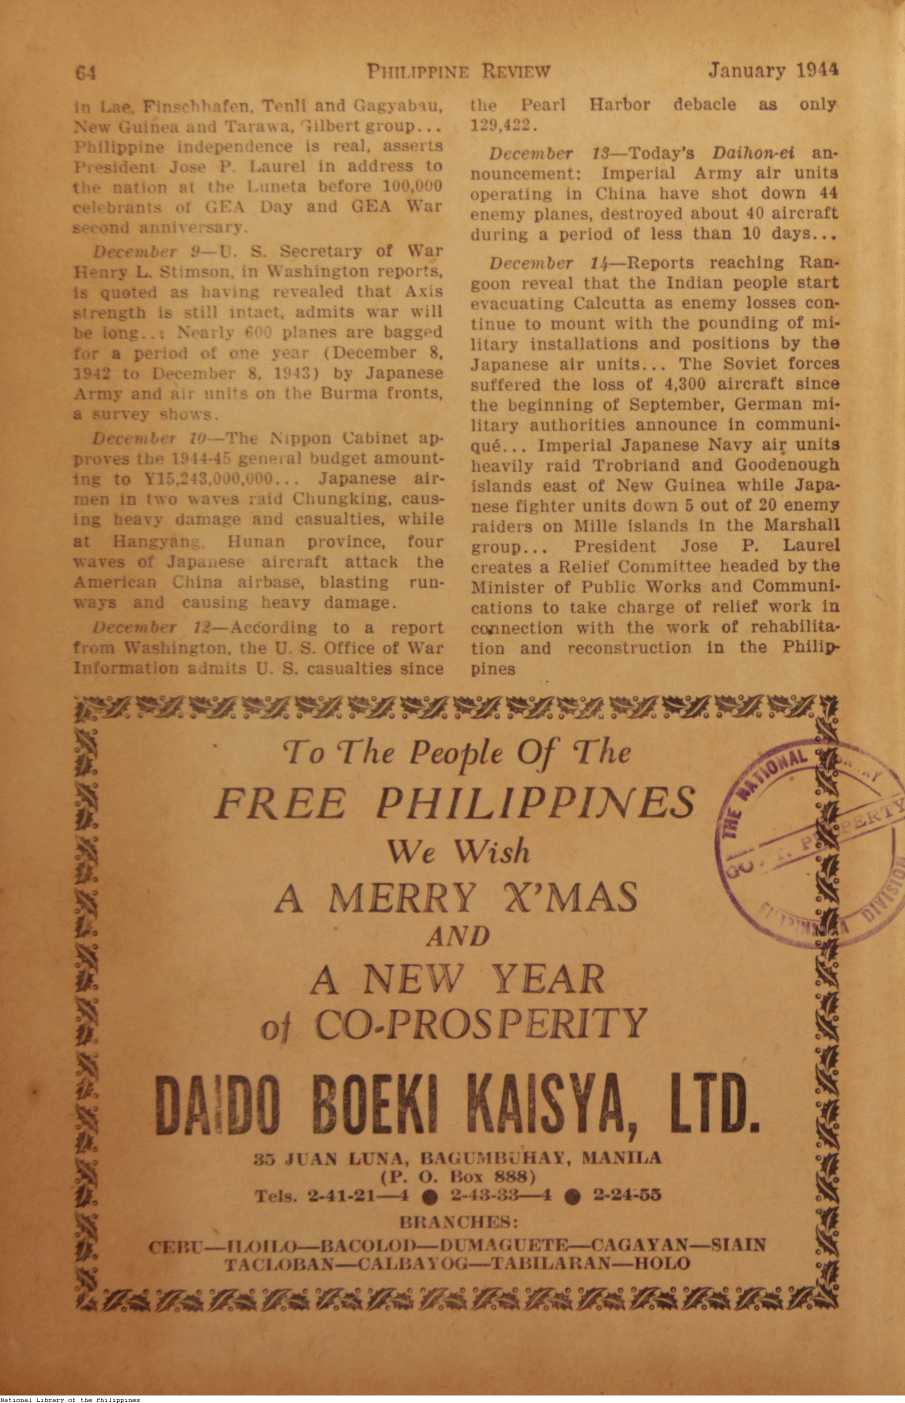 64
PHILIPPINE REVIEW
January 1944
in Lae, Finschhafen, Tenli and Gagyabau,
New Guinea and Tarawa, Gilbert group...
Philippine independence is real, asserts
President Jose P. Laurel in address to
the nation at the Luneta before 100,000
celebrants of GEA Day and GEA War
second anniversary.
December 9—U. S. Secretary of War
Henry L. Stimson, in Washington reports,
is quoted as having revealed that Axis
strength is still intact, admits war will
be long..: Nearly 600 planes are bagged
for a period of one year (December 8,
1942 to December 8, 1943) by Japanese
Army and air units on the Burma fronts,
a survey shows.
December 10—The Nippon Cabinet ap-
proves the 1944-45 general budget amount-
ing to Y15,243,000,000... Japanese air-
men in two waves raid Chungking, caus-
ing heavy damage and casualties, while
at Hangyang, Hunan province, four
waves of Japanese aircraft attack the
American China airbase, blasting run-
ways and causing heavy damage.
December 12—According to a report
from Washington, the U. S. Office of War
Information admits U. S. casualties since
the Pearl Harbor debacle as only
129,422.
December 13—Today's Daihon-ei an-
nouncement: Imperial Army air units
operating in China have shot down 44
enemy planes, destroyed about 40 aircraft
during a period of less than 10 days...
December 14—Reports reaching Ran-
goon reveal that the Indian people start
evacuating Calcutta as enemy losses con-
tinue to mount with the pounding of mi-
litary installations and positions by the
Japanese air units... The Soviet forces
suffered the loss of 4,300 aircraft since
the beginning of September, German mi-
litary authorities announce in communi-
qué... Imperial Japanese Navy air units
heavily raid Trobriand and Goodenough
islands east of New Guinea while Japa-
nese fighter units down 5 out of 20 enemy
raiders on Mille islands in the Marshall
group... President Jose P. Laurel
creates a Relief Committee headed by the
Minister of Public Works and Communi-
cations to take charge of relief work in
connection with the work of rehabilita-
tion and reconstruction in the Philip-
pines
To The People Of The
FREE PHILIPPINES
We Wish
A MERRY X'MAS
AND
A NEW YEAR
of CO-PROSPERITY
DAIDO BOEKI KAISYA, LTD.
35 JUAN LUNA, BAGUMBUHAY, MANILA
(P. O. Box 888)
Tels. 2-41-21—4 ● 2-43-33—4 ● 2-24-55
BRANCHES:
CEBU—ILOILO—BACOLOD—DUMAGUETE—CAGAYAN—SIAIN
TACLOBAN—CALBAYOG—TABILARAN—HOLO
THE NATIONAL
PROPERTY
DIVISION
National Library of the Philippines